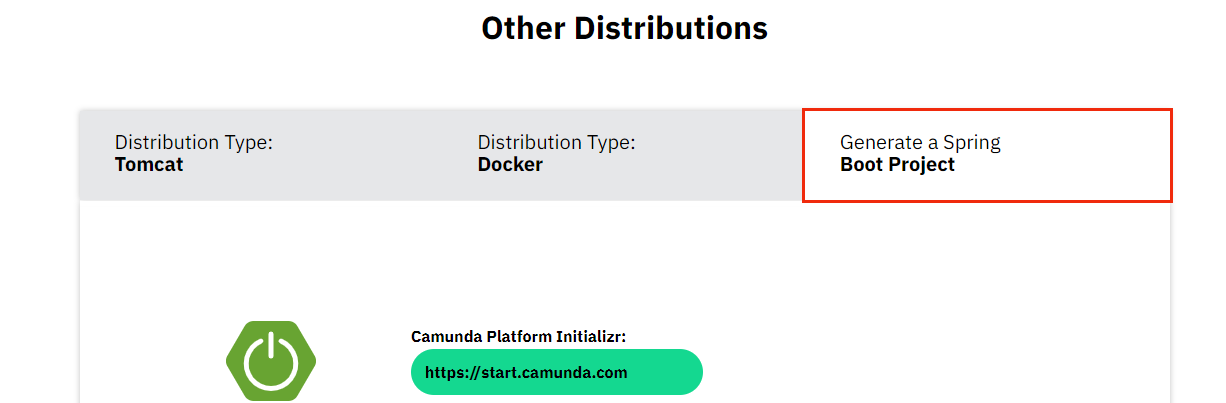 Other Distributions
Distribution Type:
Tomcat
Distribution Type:
Docker
Generate a Spring
Boot Project
Camunda Platform Initializr:
https://start.camunda.com